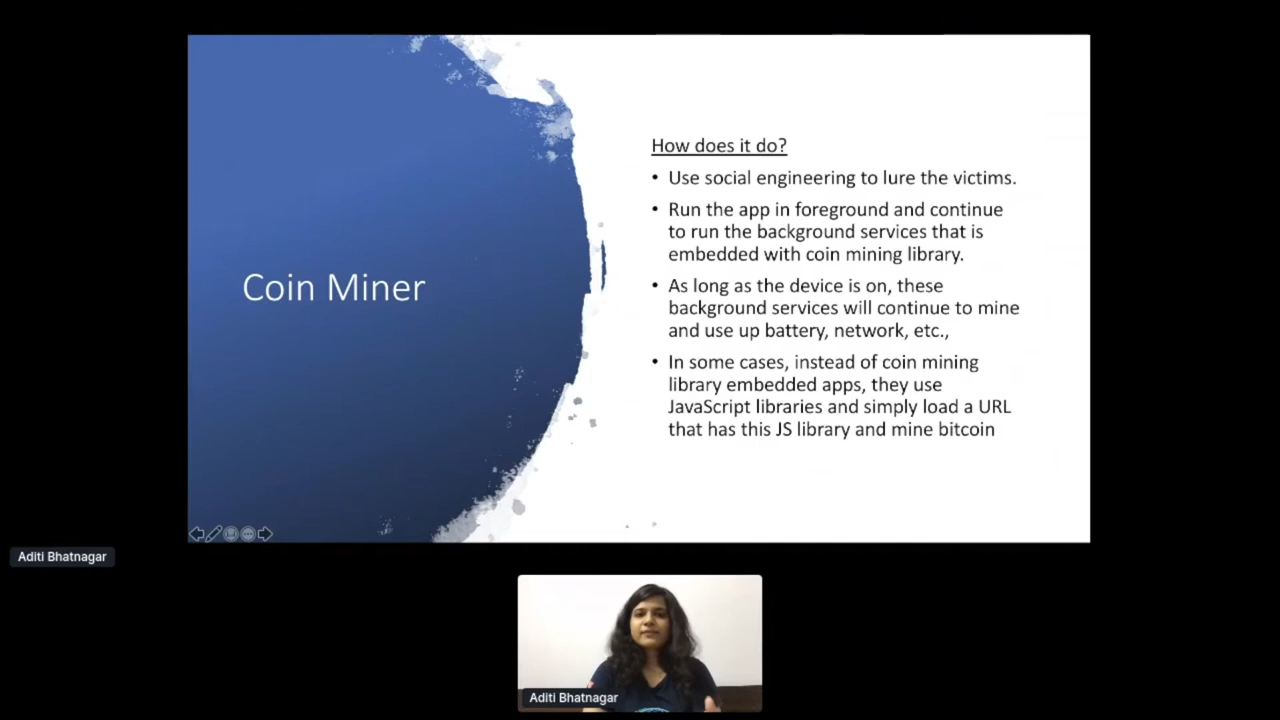 Coin Miner
How does it do?
• Use social engineering to lure the victims.
• Run the app in foreground and continue
to run the background services that is
embedded with coin mining library.
• As long as the device is on, these
background services will continue to mine
and use up battery, network, etc.,
• In some cases, instead of coin mining
library embedded apps, they use
JavaScript libraries and simply load a URL
that has this JS library and mine bitcoin
Aditi Bhatnagar
Aditi Bhatnagar